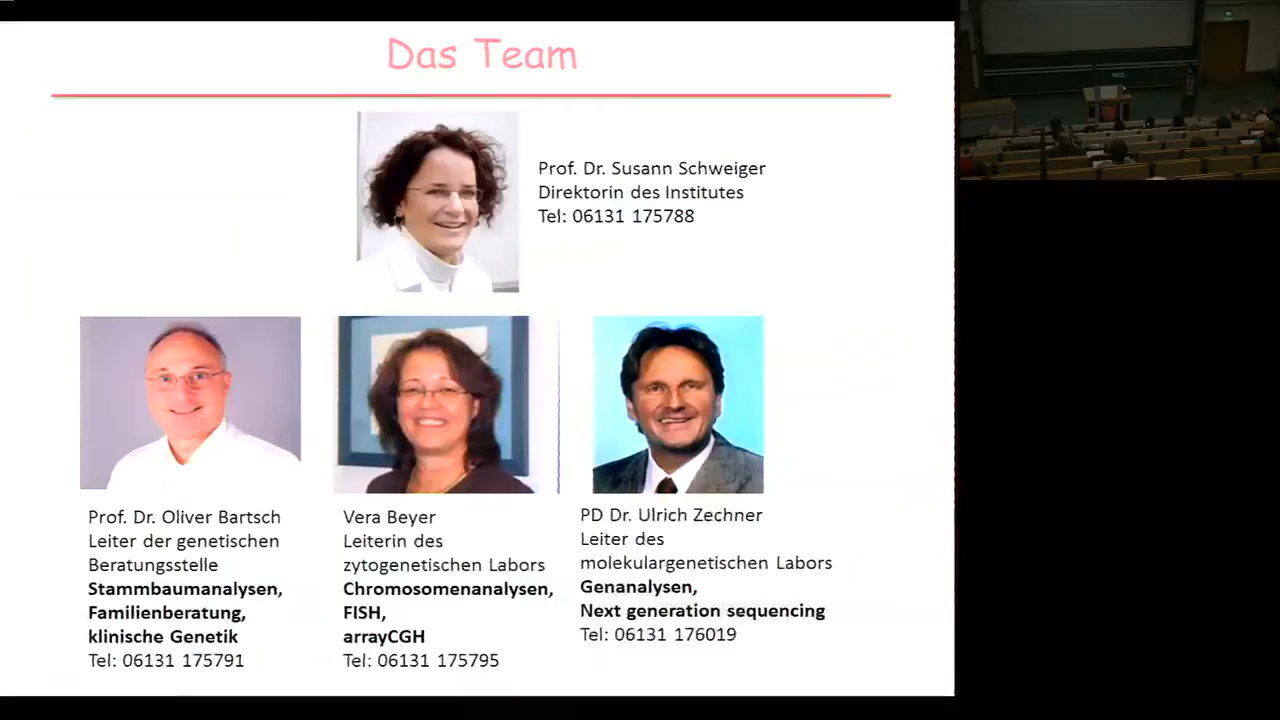 Das Team
Prof. Dr. Susann Schweiger
Direktorin des Institutes
Tel: 06131 175788
Prof. Dr. Oliver Bartsch
Leiter der genetischen
Beratungsstelle
Stammbaumanalysen,
Familienberatung,
klinische Genetik
Tel: 06131 175791
Vera Beyer
Leiterin des
zytogenetischen Labors
Chromosomenanalysen,
FISH,
arrayCGH
Tel: 06131 175795
PD Dr. Ulrich Zechner
Leiter des
molekulargenetischen Labors
Genanalysen,
Next generation sequencing
Tel: 06131 176019